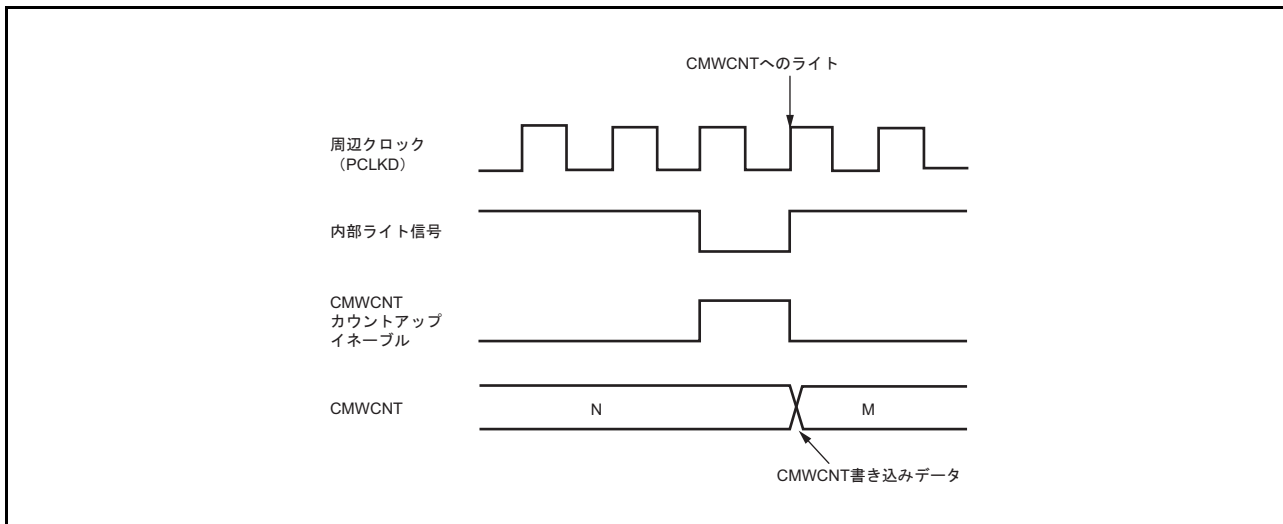 CMWCNTへのライト
周辺クロック
（PCLKD）
内部ライト信号
CMWCNT
カウントアップ
イネーブル
CMWCNT
N
M
CMWCNT書き込みデータ